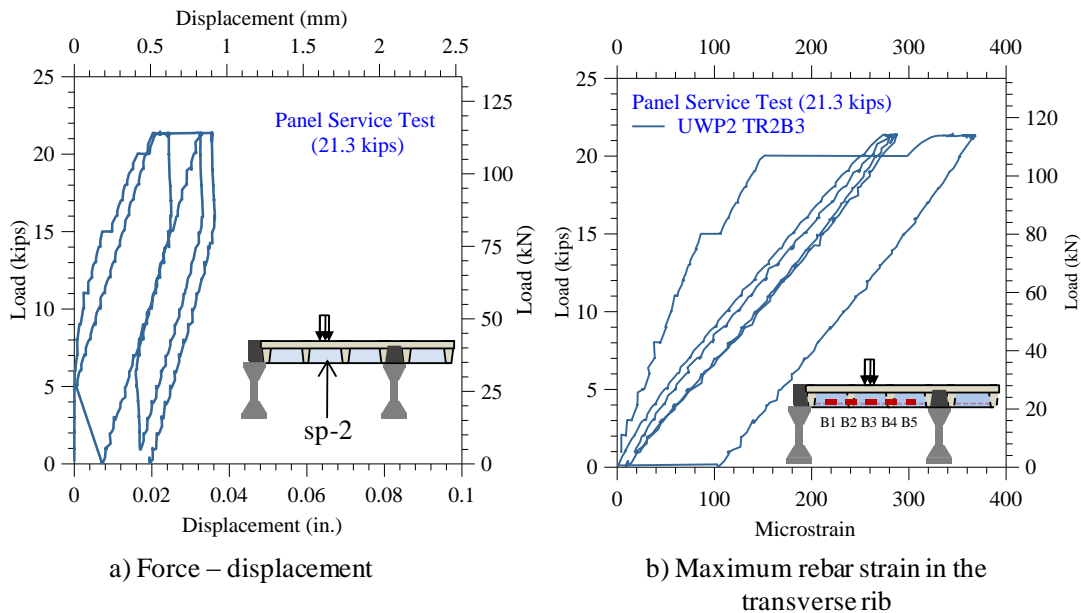 Displacement (mm)
0 0.5 1 1.5 2 2.5
25
20
15
10
5
0
Load (kips)
125
100
75
50
25
0
Load (kN)
Panel Service Test
(21.3 kips)
sp-2
0 0.02 0.04 0.06 0.08 0.1
Displacement (in.)
a) Force – displacement
0 100 200 300 400
25
20
15
10
5
0
Load (kips)
120
100
80
60
40
20
0
Load (kN)
Panel Service Test (21.3 kips)
UWP2 TR2B3
B1 B2 B3 B4 B5
0 100 200 300 400
Microstrain
b) Maximum rebar strain in the
transverse rib